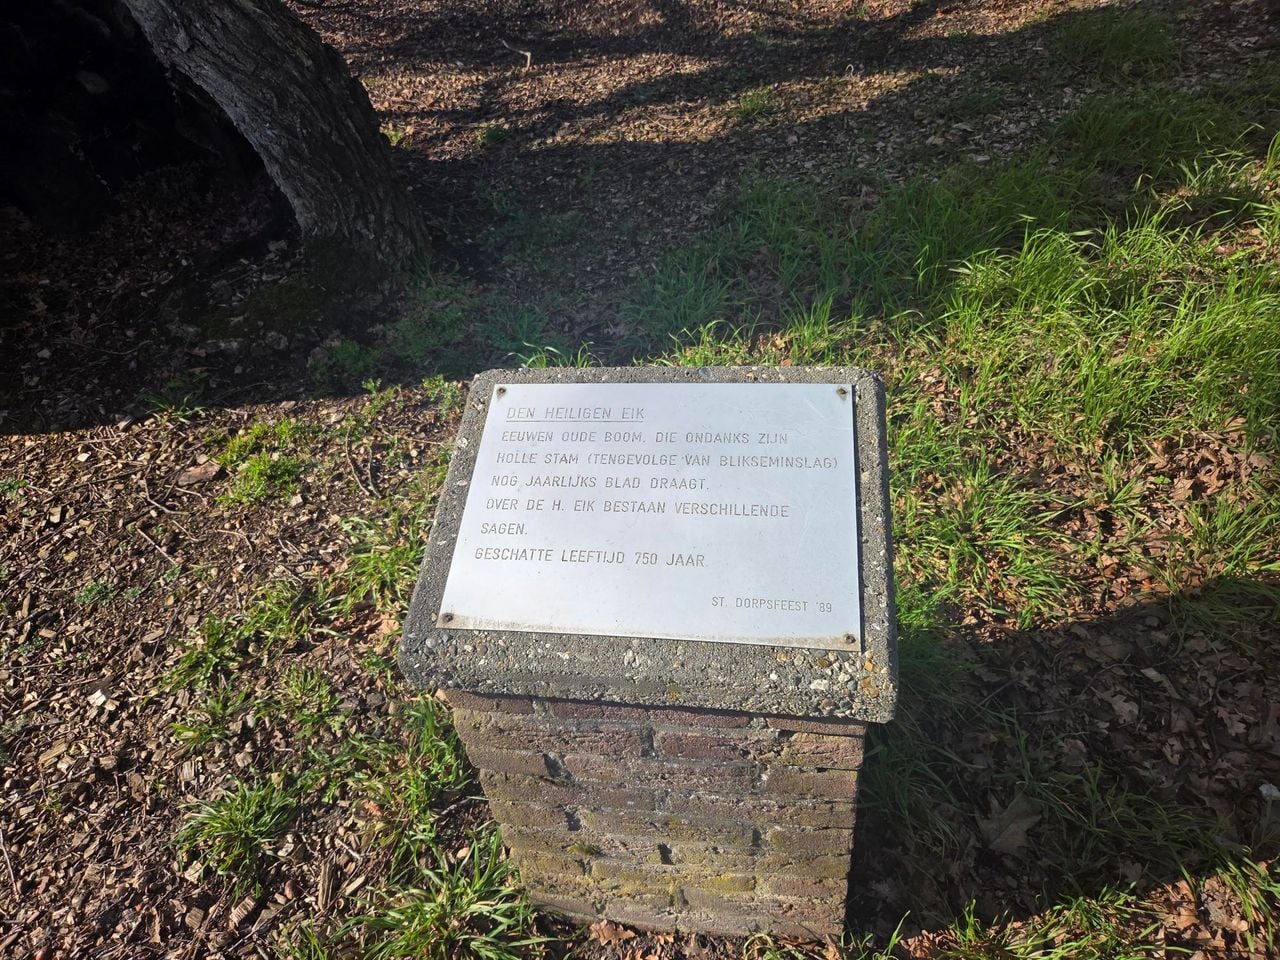 DEN HEILIGEN EIK
EEUWEN OUDE BOOM, DIE ONDANKS ZIJN
HOLLE STAM (TENGEVOLGE VAN BLIKSEMINSLAG)
NOG JAARLIJKS BLAD DRAAGT.
OVER DE H. EIK BESTAAN VERSCHILLENDE
SAGEN.
GESCHATTE LEEFTIJD 750 JAAR.
ST. DORPSFEEST '89